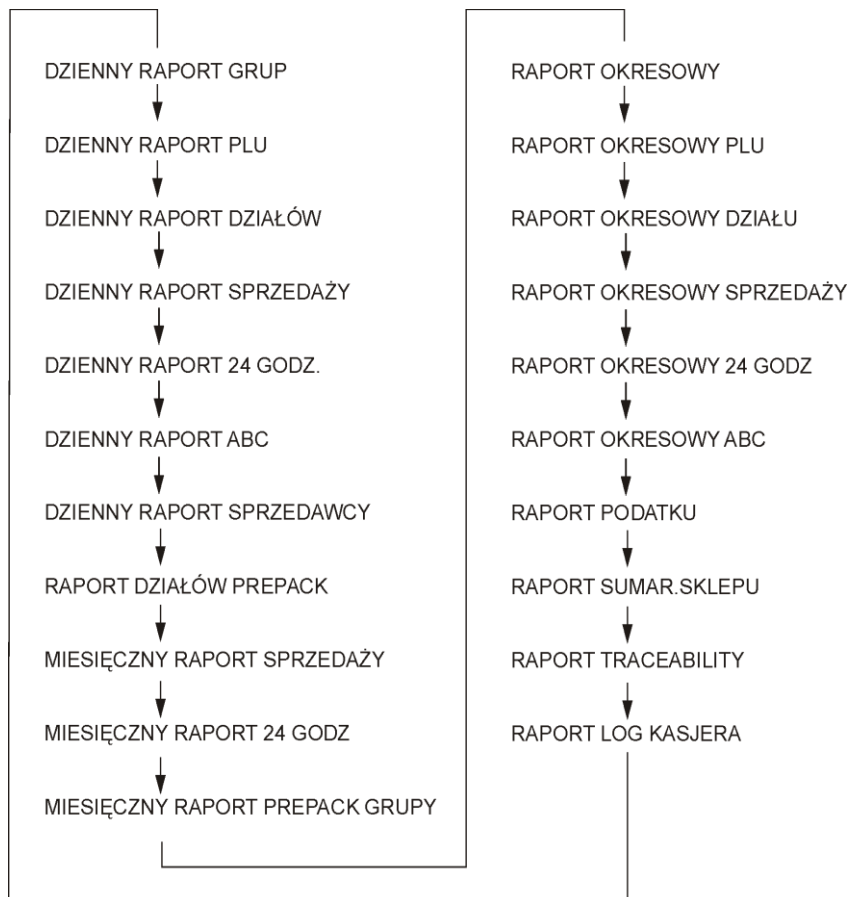 DZIENNY RAPORT GRUP
DZIENNY RAPORT PLU
DZIENNY RAPORT DZIAŁÓW
DZIENNY RAPORT SPRZEDAŻY
DZIENNY RAPORT 24 GODZ.
DZIENNY RAPORT ABC
DZIENNY RAPORT SPRZEDAWCY
RAPORT DZIAŁÓW PREPACK
MIESIĘCZNY RAPORT SPRZEDAŻY
MIESIĘCZNY RAPORT 24 GODZ
MIESIĘCZNY RAPORT PREPACK GRUPY
RAPORT OKRESOWY
RAPORT OKRESOWY PLU
RAPORT OKRESOWY DZIAŁU
RAPORT OKRESOWY SPRZEDAŻY
RAPORT OKRESOWY 24 GODZ
RAPORT OKRESOWY ABC
RAPORT PODATKU
RAPORT SUMAR.SKLEPU
RAPORT TRACEABILITY
RAPORT LOG KASJERA